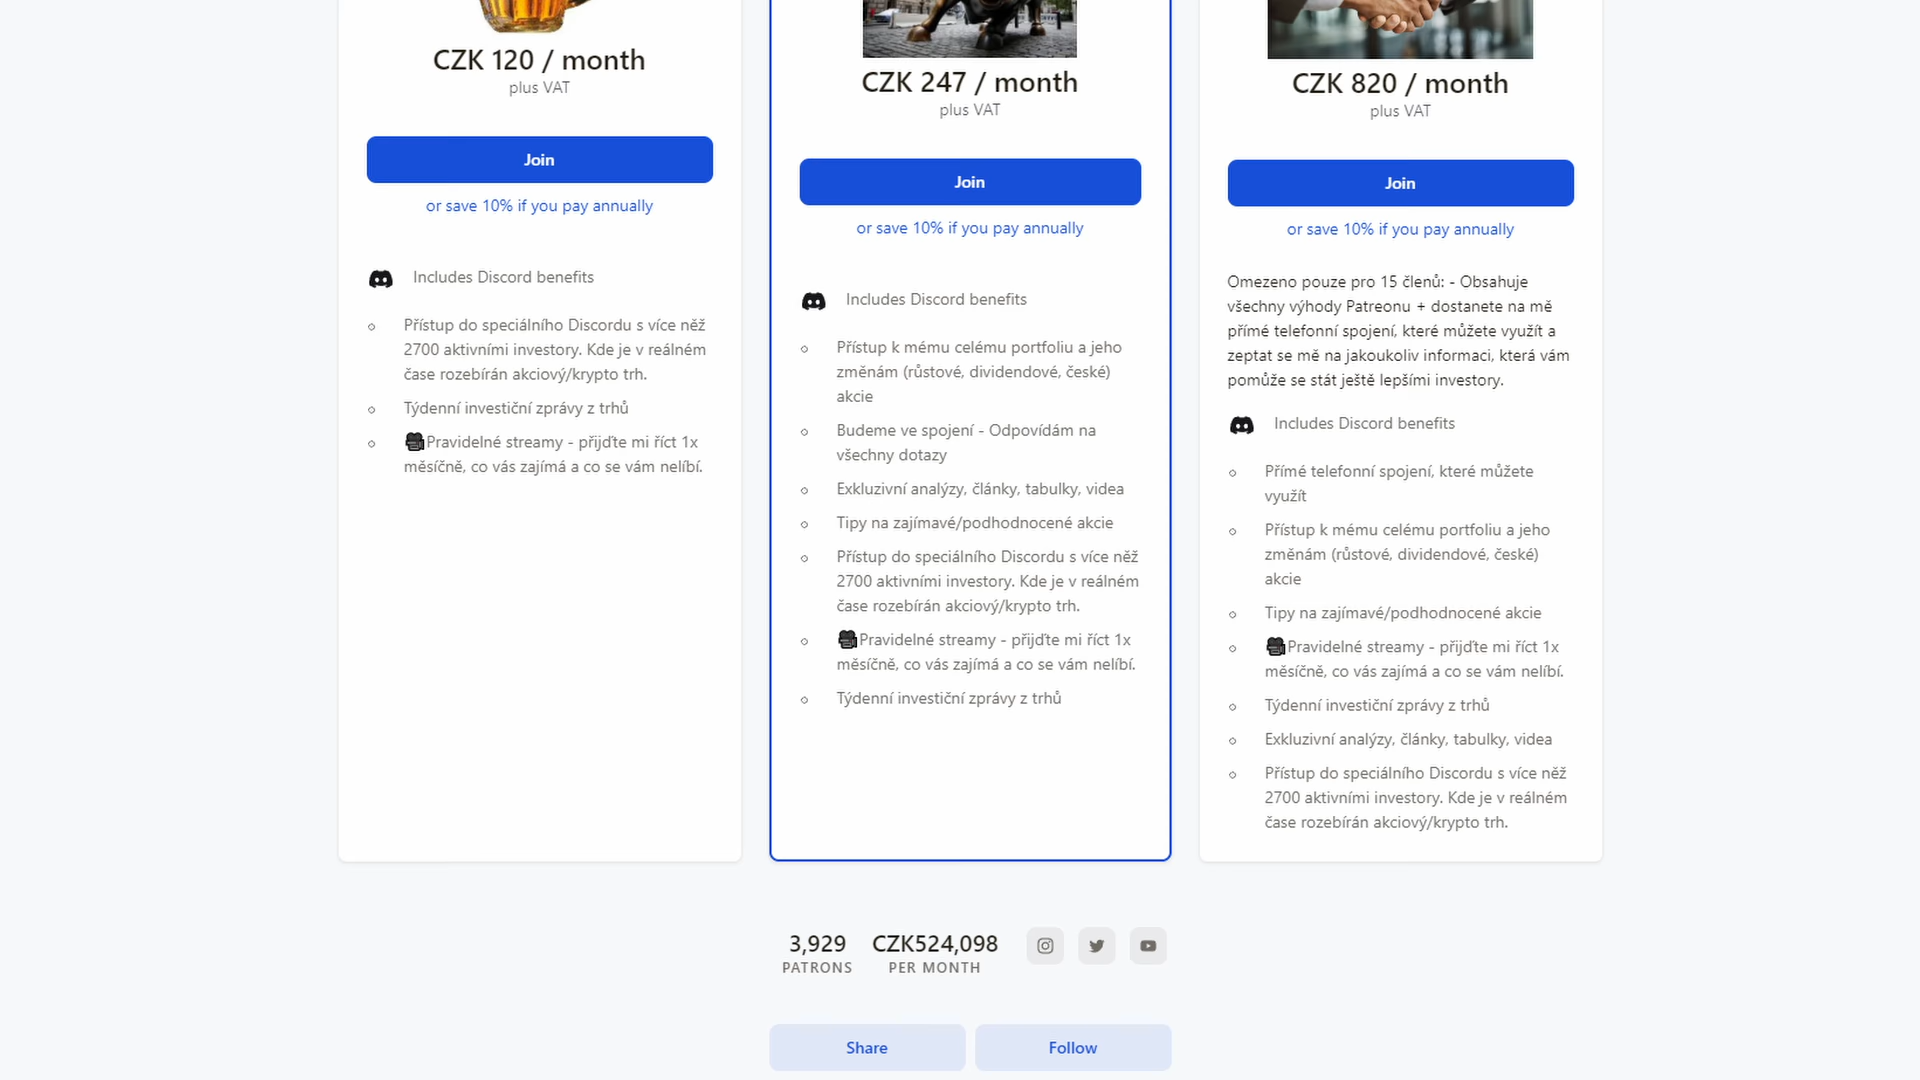 CZK 120 / month
plus VAT
Join
or save 10% if you pay annually
Includes Discord benefits
Přístup do speciálního Discordu s více něž
2700 aktivními investory. Kde je v reálném
čase rozebírán akciový/krypto trh.
Týdenní investiční zprávy z trhů
Pravidelné streamy - přijďte mi říct 1x
měsíčně, co vás zajímá a co se vám nelíbí.
CZK 247 / month
plus VAT
Join
or save 10% if you pay annually
Includes Discord benefits
Přístup k mému celému portfoliu a jeho
změnám (růstové, dividendové, české)
akcie
Budeme ve spojení - Odpovídám na
všechny dotazy
Exkluzivní analýzy, články, tabulky, videa
Tipy na zajímavé/podhodnocené akcie
Přístup do speciálního Discordu s více něž
2700 aktivními investory. Kde je v reálném
čase rozebírán akciový/krypto trh.
Pravidelné streamy - přijďte mi říct 1x
měsíčně, co vás zajímá a co se vám nelíbí.
Týdenní investiční zprávy z trhů
CZK 820 / month
plus VAT
Join
or save 10% if you pay annually
Omezeno pouze pro 15 členů: - Obsahuje
všechny výhody Patreonu + dostanete na mě
přímé telefonní spojení, které můžete využít a
zeptat se mě na jakoukoliv informaci, která vám
pomůže se stát ještě lepšími investory.
Includes Discord benefits
Přímé telefonní spojení, které můžete
využít
Přístup k mému celému portfoliu a jeho
změnám (růstové, dividendové, české)
akcie
Tipy na zajímavé/podhodnocené akcie
Pravidelné streamy - přijďte mi říct 1x
měsíčně, co vás zajímá a co se vám nelíbí.
Týdenní investiční zprávy z trhů
Exkluzivní analýzy, články, tabulky, videa
Přístup do speciálního Discordu s více něž
2700 aktivními investory. Kde je v reálném
čase rozebírán akciový/krypto trh.
3,929
PATRONS
CZK524,098
PER MONTH
Share
Follow